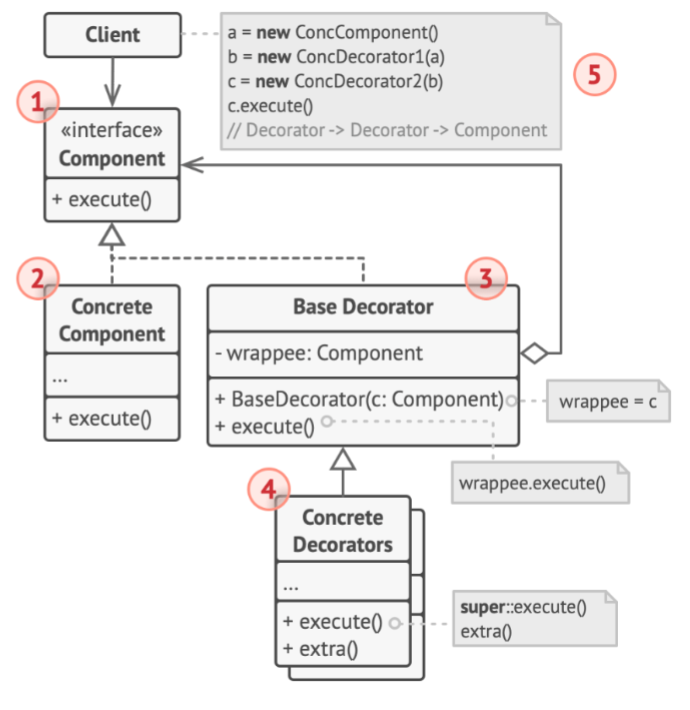 Client
a = new ConcComponent()
b = new ConcDecorator1(a)
c = new ConcDecorator2(b)
c.execute()
// Decorator -> Decorator -> Component
5
1
«interface»
Component
+ execute()
2
Concrete
Component
...
+ execute()
3
Base Decorator
- wrappee: Component
+ BaseDecorator(c: Component)
+ execute()
wrappee = c
wrappee.execute()
4
Concrete
Decorators
...
+ execute()
+ extra()
super::execute()
extra()